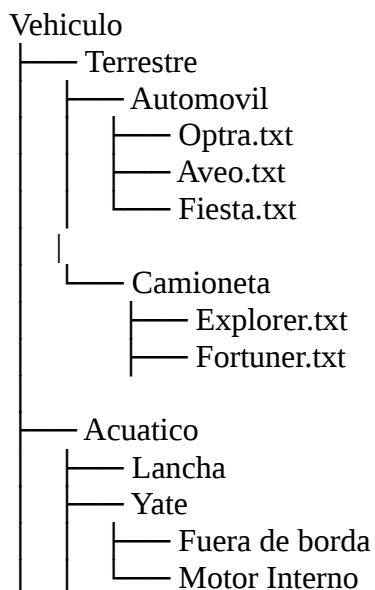 Vehiculo
Terrestre
Automovil
Optra.txt
Aveo.txt
Fiesta.txt
Camioneta
Explorer.txt
Fortuner.txt
Acuatico
Lancha
Yate
Fuera de borda
Motor Interno